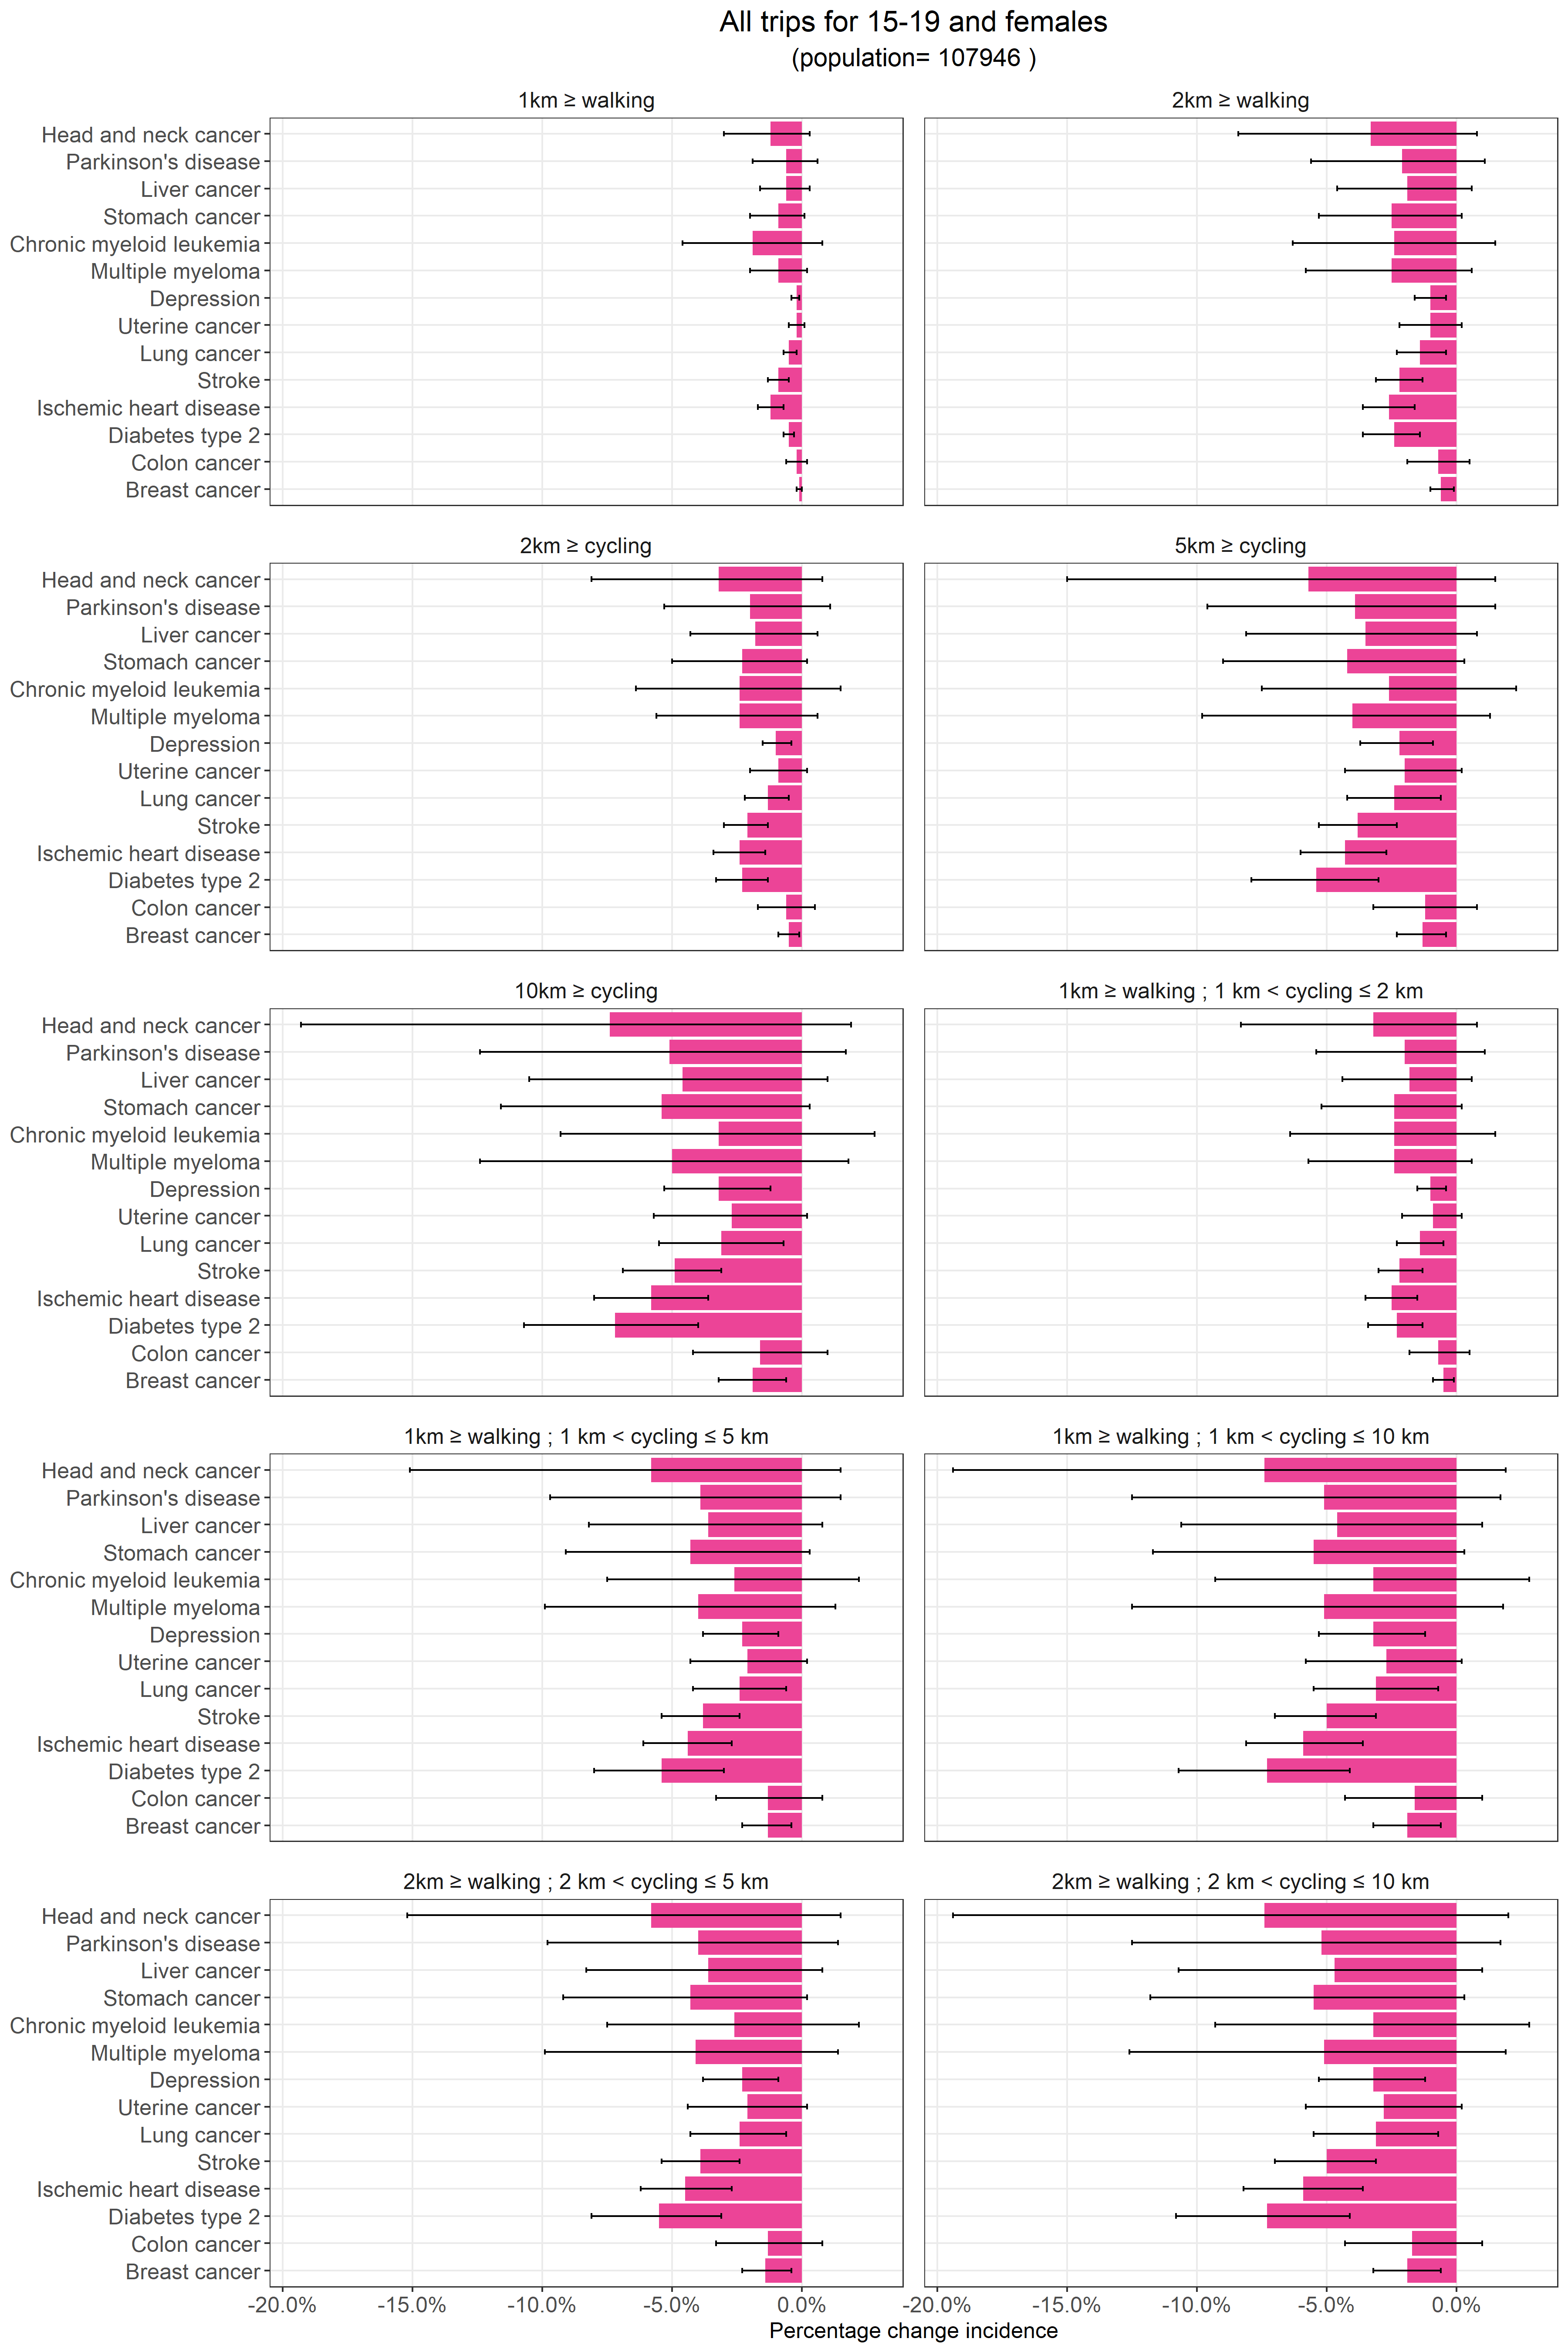 All trips for 15-19 and females
(population= 107946 )
1km ≥ walking
2km ≥ walking
Head and neck cancer
Parkinson's disease
Liver cancer
Stomach cancer
Chronic myeloid leukemia
Multiple myeloma
Depression
Uterine cancer
Lung cancer
Stroke
Ischemic heart disease
Diabetes type 2
Colon cancer
Breast cancer
2km ≥ cycling
5km ≥ cycling
Head and neck cancer
Parkinson's disease
Liver cancer
Stomach cancer
Chronic myeloid leukemia
Multiple myeloma
Depression
Uterine cancer
Lung cancer
Stroke
Ischemic heart disease
Diabetes type 2
Colon cancer
Breast cancer
10km ≥ cycling
1km ≥ walking ; 1 km < cycling ≤ 2 km
Head and neck cancer
Parkinson's disease
Liver cancer
Stomach cancer
Chronic myeloid leukemia
Multiple myeloma
Depression
Uterine cancer
Lung cancer
Stroke
Ischemic heart disease
Diabetes type 2
Colon cancer
Breast cancer
1km ≥ walking ; 1 km < cycling ≤ 5 km
1km ≥ walking ; 1 km < cycling ≤ 10 km
Head and neck cancer
Parkinson's disease
Liver cancer
Stomach cancer
Chronic myeloid leukemia
Multiple myeloma
Depression
Uterine cancer
Lung cancer
Stroke
Ischemic heart disease
Diabetes type 2
Colon cancer
Breast cancer
2km ≥ walking ; 2 km < cycling ≤ 5 km
2km ≥ walking ; 2 km < cycling ≤ 10 km
Head and neck cancer
Parkinson's disease
Liver cancer
Stomach cancer
Chronic myeloid leukemia
Multiple myeloma
Depression
Uterine cancer
Lung cancer
Stroke
Ischemic heart disease
Diabetes type 2
Colon cancer
Breast cancer
-20.0% -15.0% -10.0% -5.0% 0.0% -20.0% -15.0% -10.0% -5.0% 0.0%
Percentage change incidence